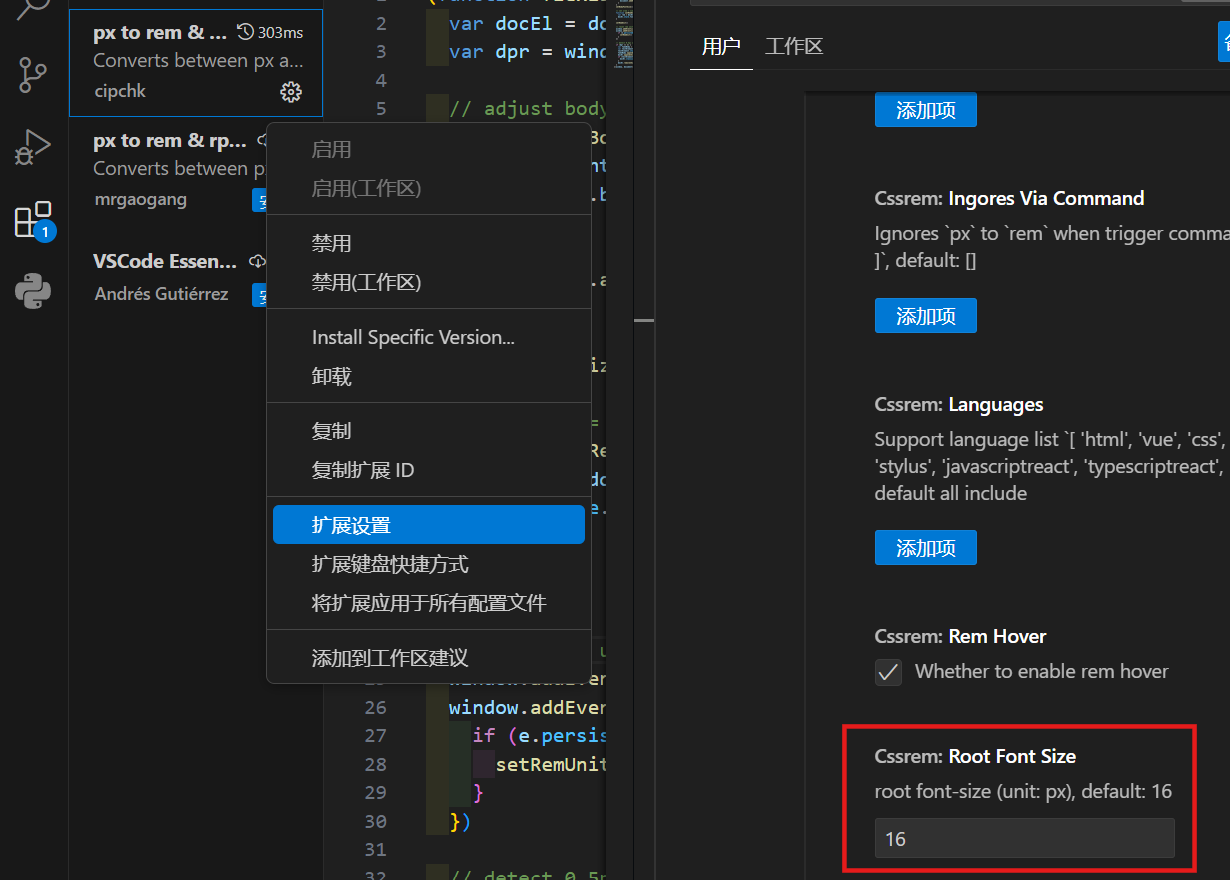 px to rem & ... 303ms
Converts between px a...
cipchk
px to rem & rp...
Converts between p
mrgaogang
VSCode Essen...
Andrés Gutiérrez
1
启用
启用(工作区)
禁用
禁用(工作区)
Install Specific Version...
卸载
复制
复制扩展 ID
扩展设置
扩展键盘快捷方式
将扩展应用于所有配置文件
添加到工作区建议
2 var docEl = do
3 var dpr = wind
4
5 // adjust body
26 window.addEver
27 if (e.persis
28 setRemUnit
29 }
30 })
31
32 // detect 0.5p
用户 工作区
添加项
Cssrem: Ingores Via Command
Ignores `px` to `rem` when trigger comma
]`, default: []
添加项
Cssrem: Languages
Support language list `[ 'html', 'vue', 'css',
'stylus', 'javascriptreact', 'typescriptreact',
default all include
添加项
Cssrem: Rem Hover
Whether to enable rem hover
Cssrem: Root Font Size
root font-size (unit: px), default: 16
16